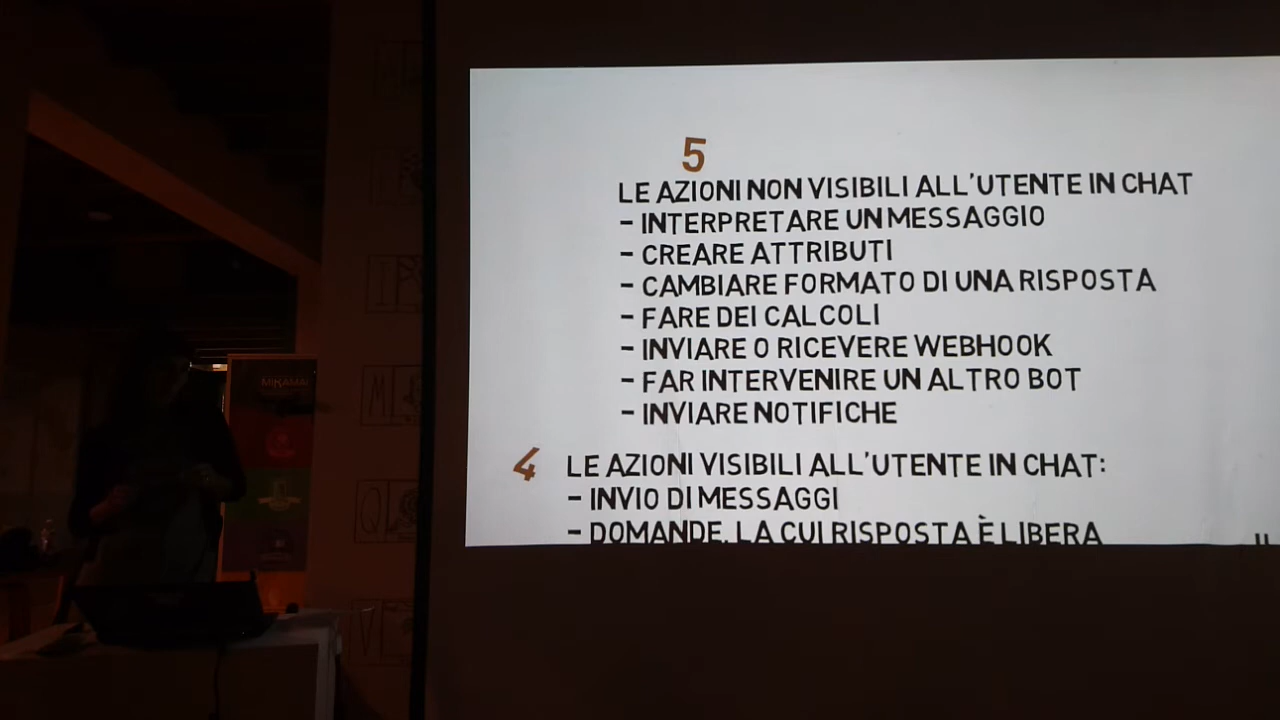 5
LE AZIONI NON VISIBILI ALL'UTENTE IN CHAT
- INTERPRETARE UN MESSAGGIO
- CREARE ATTRIBUTI
- CAMBIARE FORMATO DI UNA RISPOSTA
- FARE DEI CALCOLI
- INVIARE O RICEVERE WEBHOOK
- FAR INTERVENIRE UN ALTRO BOT
- INVIARE NOTIFICHE
4 LE AZIONI VISIBILI ALL'UTENTE IN CHAT:
- INVIO DI MESSAGGI
- DOMANDE, LA CUI RISPOSTA È LIBERA
MIKAMAI
I
M
Q
V